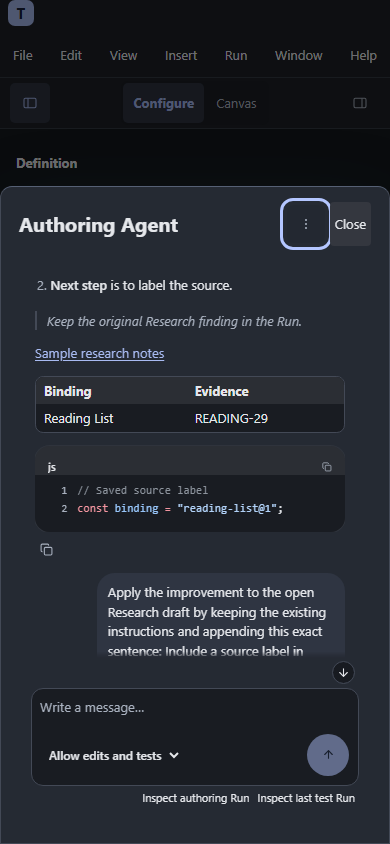 T
File Edit View Insert Run Window Help
Configure Canvas
Definition
Authoring Agent
Close
2. Next step is to label the source.
Keep the original Research finding in the Run.
Sample research notes
Binding Evidence
Reading List READING-29
js
1 // Saved source label
2 const binding = "reading-list@1";
Apply the improvement to the open
Research draft by keeping the existing
instructions and appending this exact
sentence: Include a source label in
Write a message...
Allow edits and tests
Inspect authoring Run Inspect last test Run